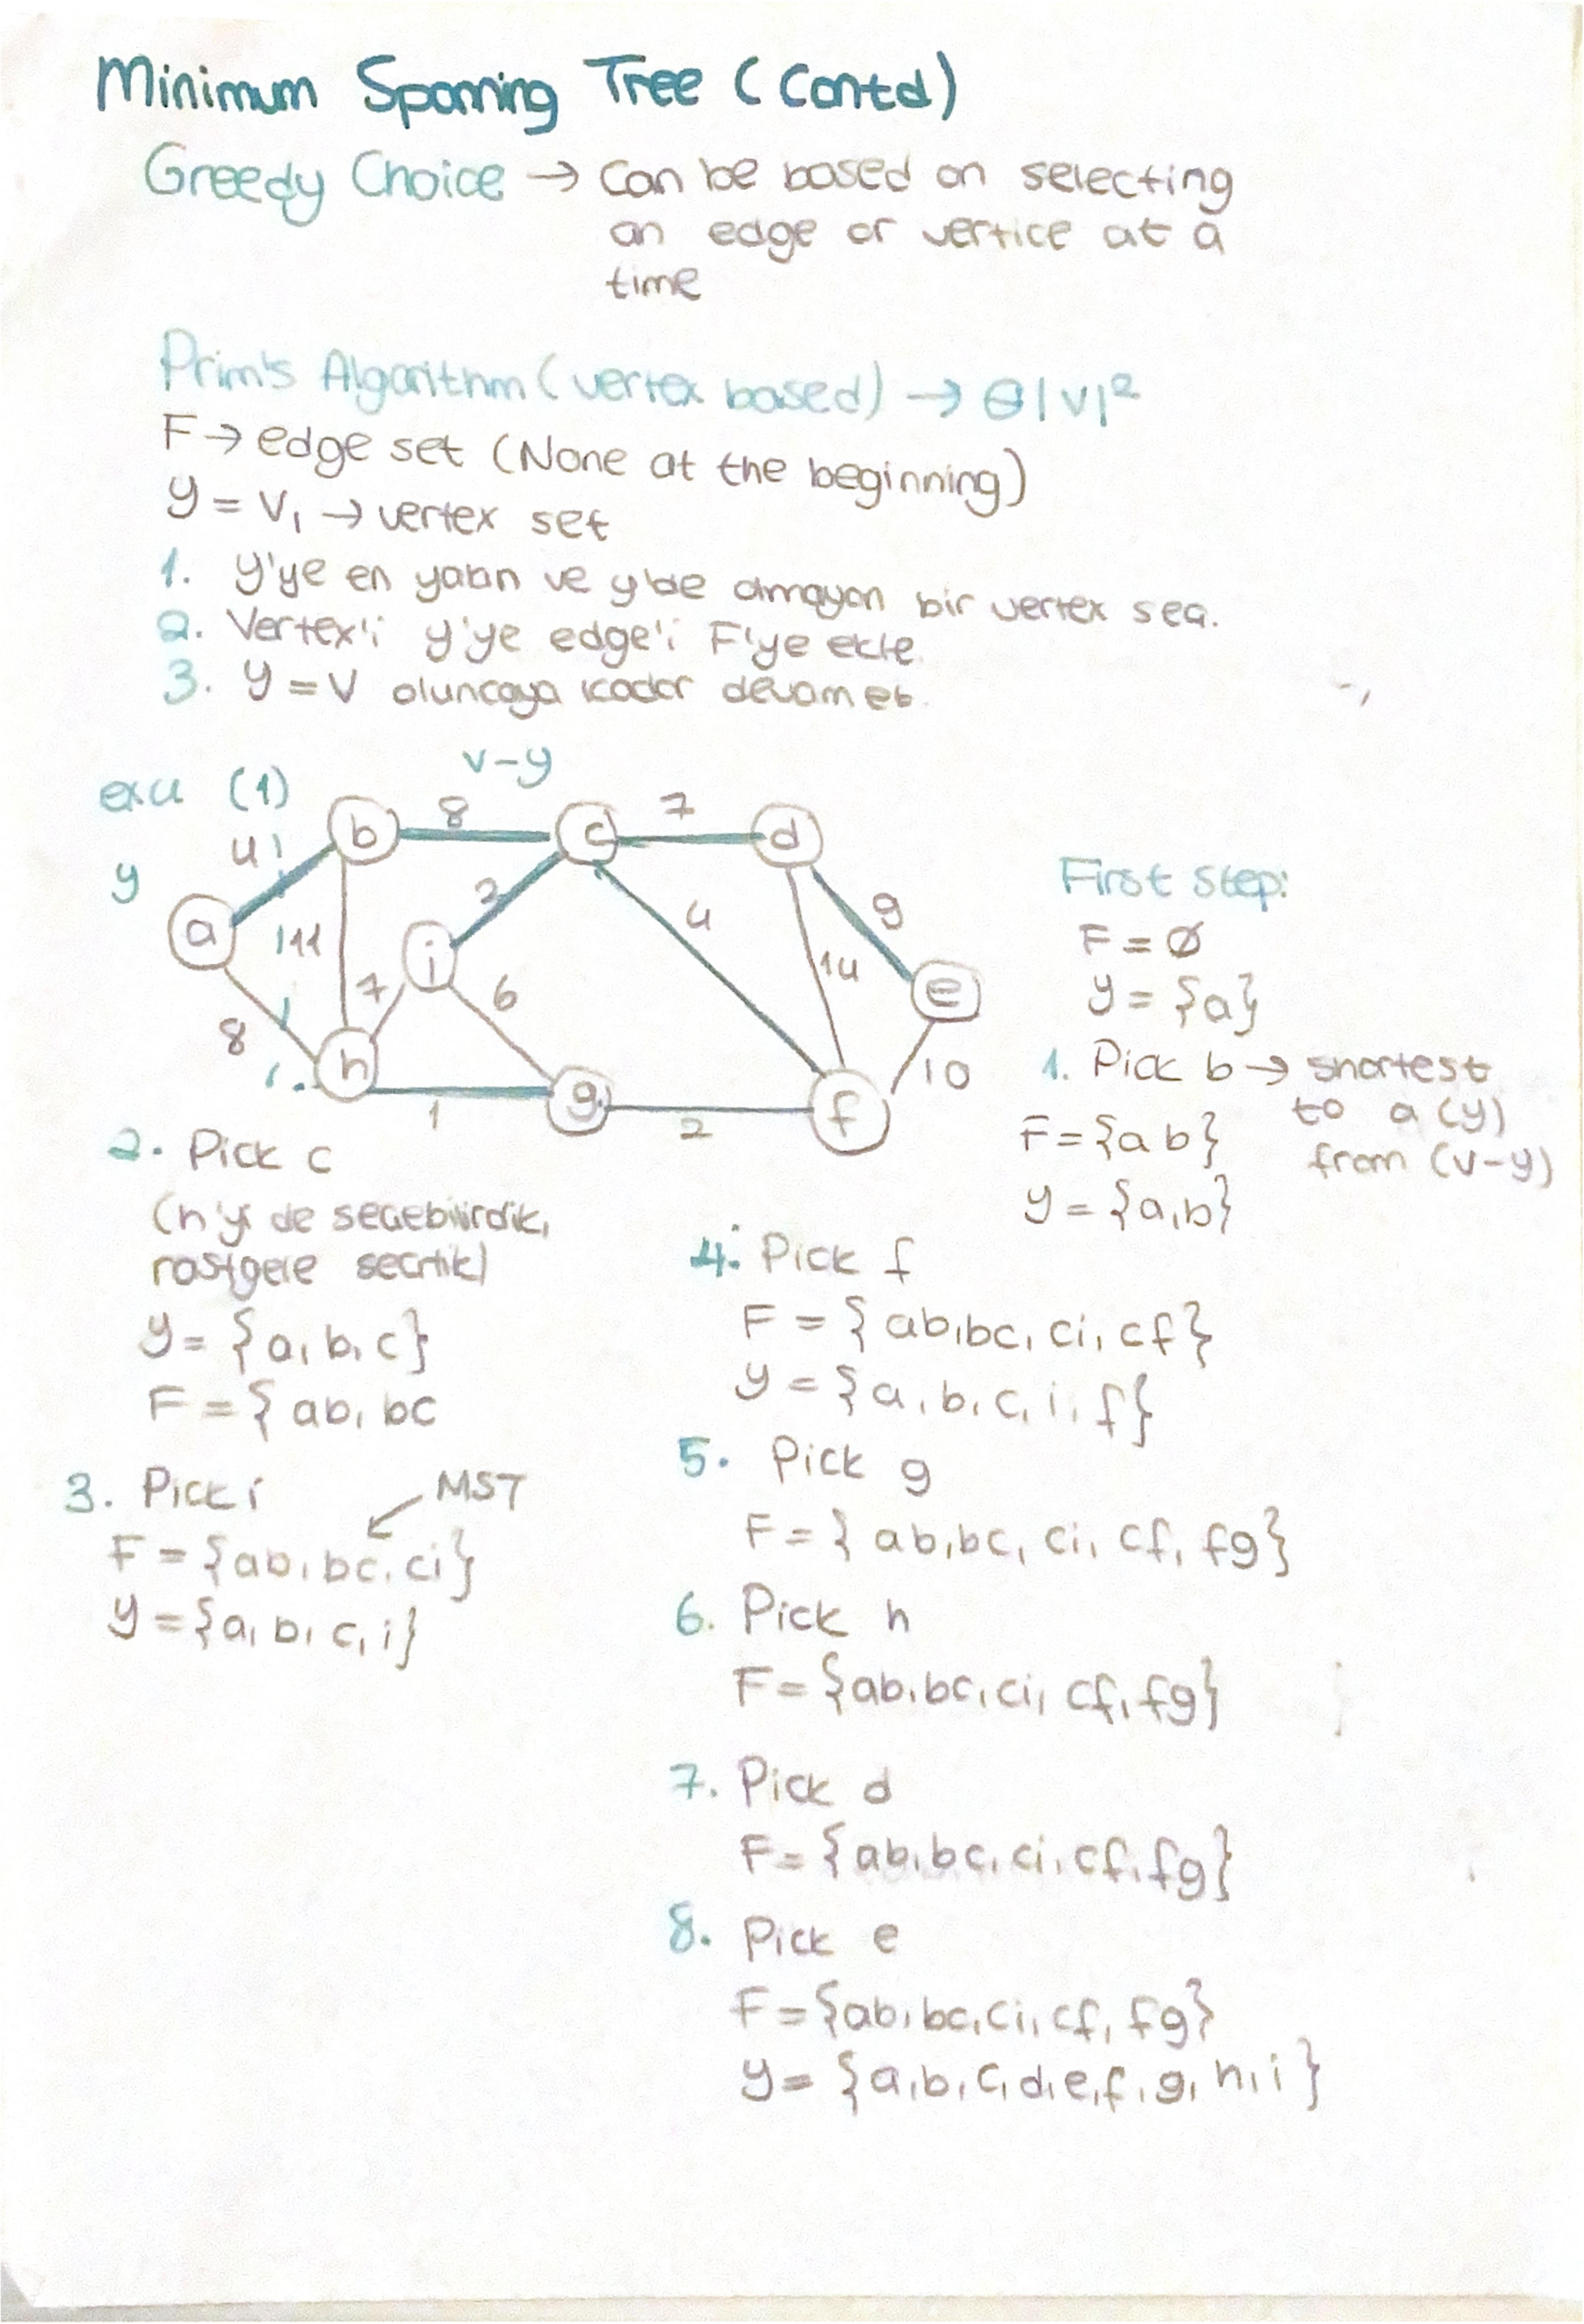 Minimum Spanning Tree (Contd)
Greedy Choice → Can be based on selecting
an edge or vertice at a
time
Prim's Algorithm (vertex based) → θ|V|²
F → edge set (None at the beginning)
y = V₁ → vertex set
1. y'ye en yakın ve y'de olmayan bir vertex seç.
2. Vertex'i y'ye edge'i F'ye ekle.
3. y = V oluncaya kadar devam et.
v-y
(1)
y
4
b
8
c
7
d
a
11
i
2
4
9
14
e
8
7
6
h
1
g
2
f
10
First step:
F = Ø
y = {a}
1. Pick b → shortest
to a (y)
from (v-y)
F = {ab}
y = {a,b}
2. Pick c
(h'yi de seçebilirdik,
rastgele seçtik)
y = {a, b, c}
F = { ab, bc
3. Pick i
MST
F = {ab, bc, ci}
y = {a, b, c, i}
4. Pick f
F = { ab, bc, ci, cf}
y = {a, b, c, i, f}
5. Pick g
F = { ab, bc, ci, cf, fg}
6. Pick h
F = {ab, bc, ci, cf, fg}
7. Pick d
F = {ab, bc, ci, cf, fg}
8. Pick e
F = {ab, bc, ci, cf, fg}
y = {a, b, c, d, e, f, g, h, i }